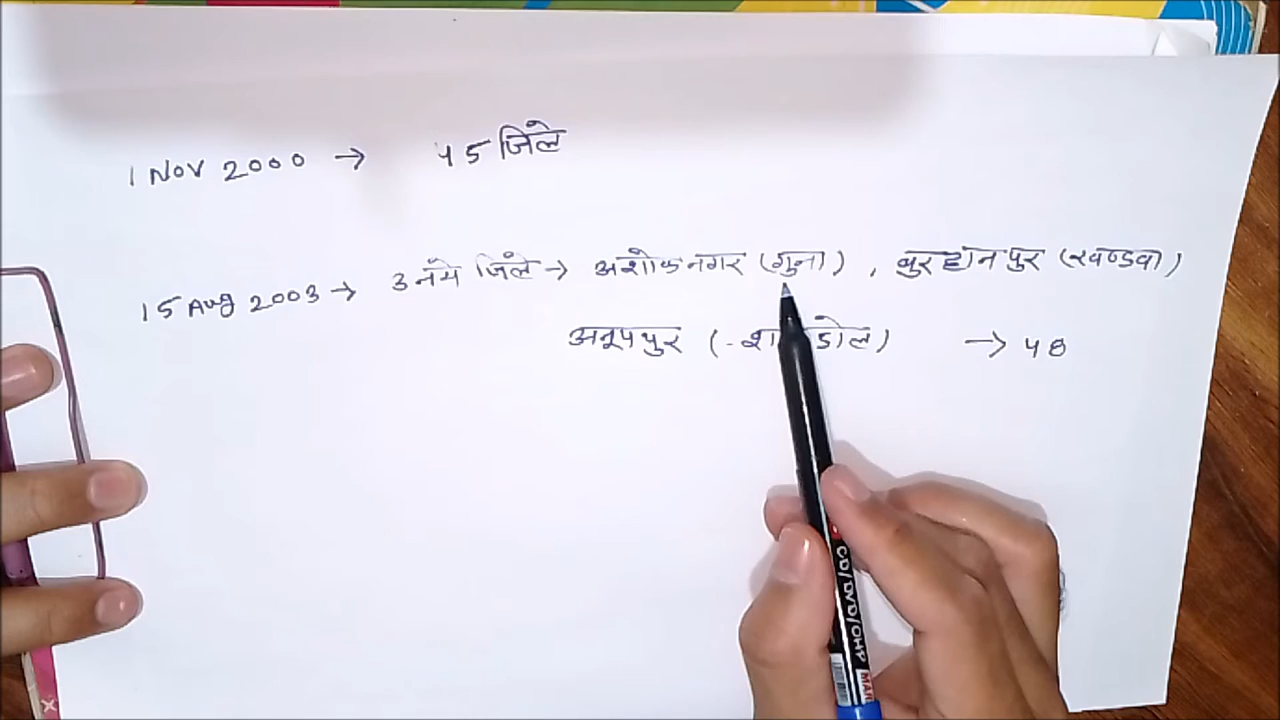 1 Nov 2000 → 45 जिले
15 Aug 2003 → 3 नये जिले → अशोकनगर (गुना), बुरहानपुर (खण्डवा)
अनूपपुर ( → 48
CD/DVD/OHP
MAR